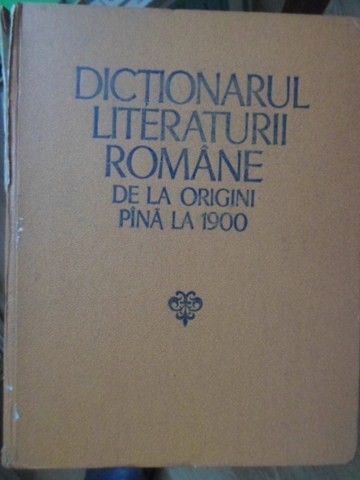 DICȚIONARUL
LITERATURII
ROMÂNE
DE LA ORIGINI
PÎNĂ LA 1900